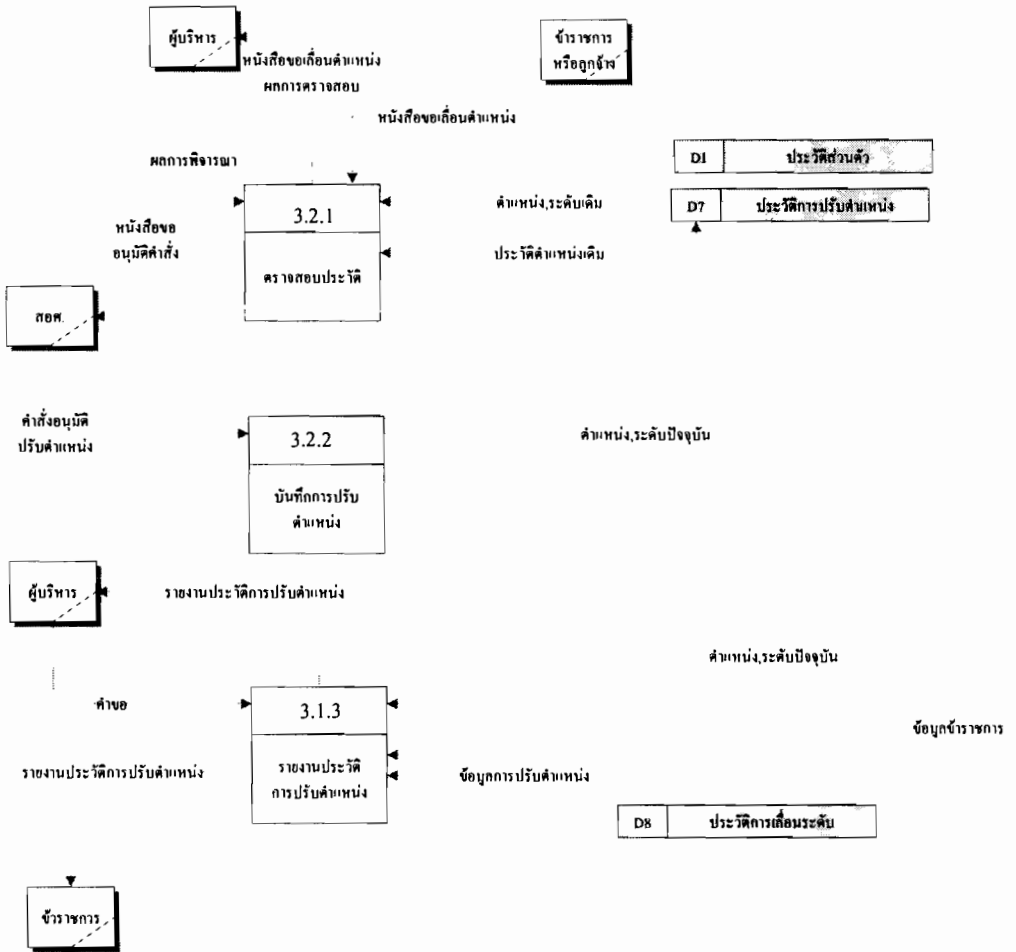 ผู้บริหาร
ข้าราชการ
หรือลูกจ้าง
หนังสือขอเลื่อนตำแหน่ง
ผลการตรวจสอบ
หนังสือขอเลื่อนตำแหน่ง
ผลการพิจารณา
D1 ประวัติส่วนตัว
3.2.1
ตำแหน่ง,ระดับเดิม
D7 ประวัติการปรับตำแหน่ง
หนังสือขอ
อนุมัติคำสั่ง
ประวัติตำแหน่งเดิม
ตรวจสอบประวัติ
สอศ.
คำสั่งอนุมัติ
ปรับตำแหน่ง
3.2.2
ตำแหน่ง,ระดับปัจจุบัน
บันทึกการปรับ
ตำแหน่ง
ผู้บริหาร
รายงานประวัติการปรับตำแหน่ง
ตำแหน่ง,ระดับปัจจุบัน
คำขอ
3.1.3
ข้อมูลข้าราชการ
รายงานประวัติการปรับตำแหน่ง
รายงานประวัติ
การปรับตำแหน่ง
ข้อมูลการปรับตำแหน่ง
D8 ประวัติการเลื่อนระดับ
ข้าราชการ